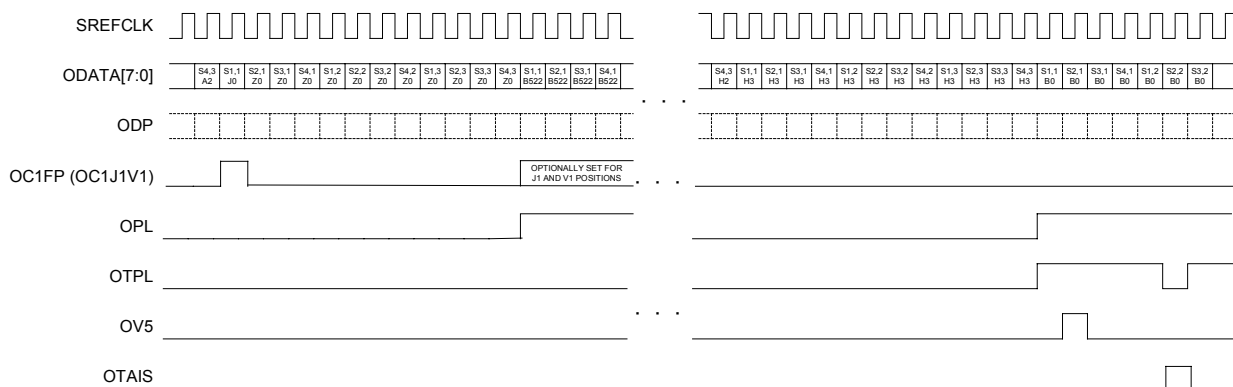 SREFCLK
ODATA[7:0]
S4,3 S1,1 S2,1 S3,1 S4,1 S1,2 S2,2 S3,2 S4,2 S1,3 S2,3 S3,3 S4,3 S1,1 S2,1 S3,1 S4,1
A2 J0 Z0 Z0 Z0 Z0 Z0 Z0 Z0 Z0 Z0 Z0 Z0 B522 B522 B522 B522
. . .
S4,3 S1,1 S2,1 S3,1 S4,1 S1,2 S2,2 S3,2 S4,2 S1,3 S2,3 S3,3 S4,3 S1,1 S2,1 S3,1 S4,1 S1,2 S2,2 S3,2
H2 H3 H3 H3 H3 H3 H3 H3 H3 H3 H3 H3 H3 B0 B0 B0 B0 B0 B0 B0
ODP
OC1FP (OC1J1V1)
OPTIONALLY SET FOR
J1 AND V1 POSITIONS
. . .
OPL
OTPL
OV5
. . .
OTAIS